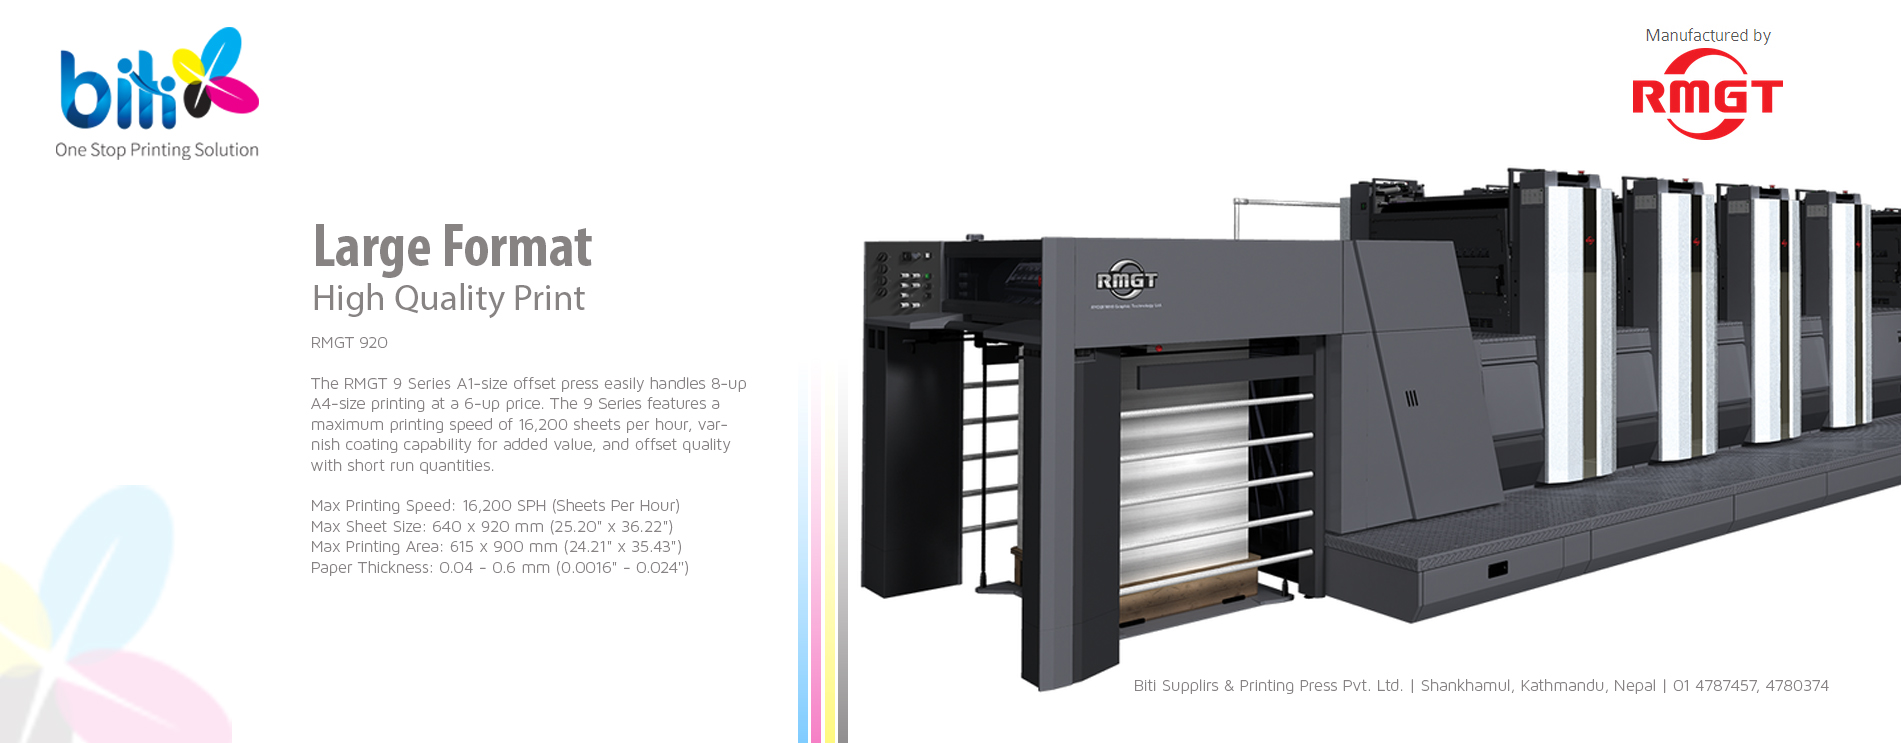 biti
One Stop Printing Solution
Manufactured by
RMGT
Large Format
High Quality Print
RMGT 920
The RMGT 9 Series A1-size offset press easily handles 8-up
A4-size printing at a 6-up price. The 9 Series features a
maximum printing speed of 16,200 sheets per hour, var-
nish coating capability for added value, and offset quality
with short run quantities.
Max Printing Speed: 16,200 SPH (Sheets Per Hour)
Max Sheet Size: 640 x 920 mm (25.20" x 36.22")
Max Printing Area: 615 x 900 mm (24.21" x 35.43")
Paper Thickness: 0.04 - 0.6 mm (0.0016" - 0.024")
RMGT
Biti Supplirs & Printing Press Pvt. Ltd. | Shankhamul, Kathmandu, Nepal | 01 4787457, 4780374